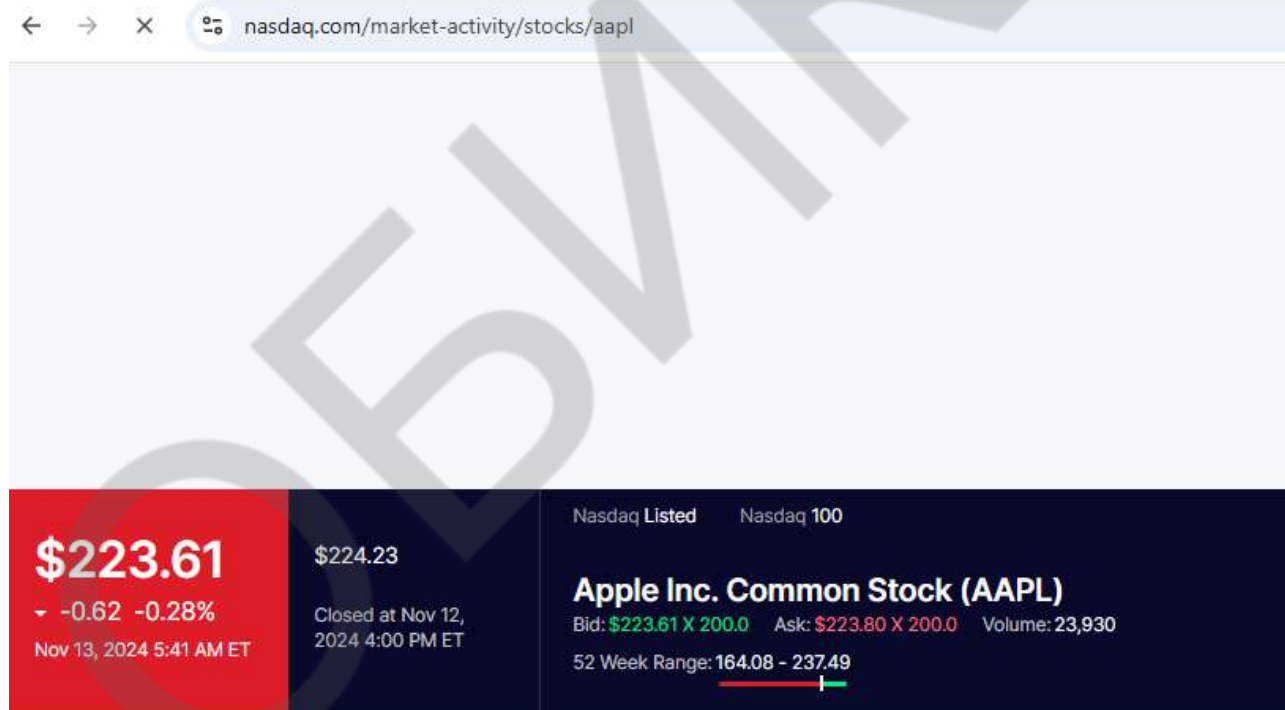 nasdaq.com/market-activity/stocks/aapl
ОБИ
Nasdaq Listed Nasdaq 100
$223.61
$224.23
Apple Inc. Common Stock (AAPL)
-0.62 -0.28%
Closed at Nov 12,
2024 4:00 PM ET
Bid: $223.61 X 200.0 Ask: $223.80 X 200.0 Volume: 23,930
Nov 13, 2024 5:41 AM ET
52 Week Range: 164.08 - 237.49